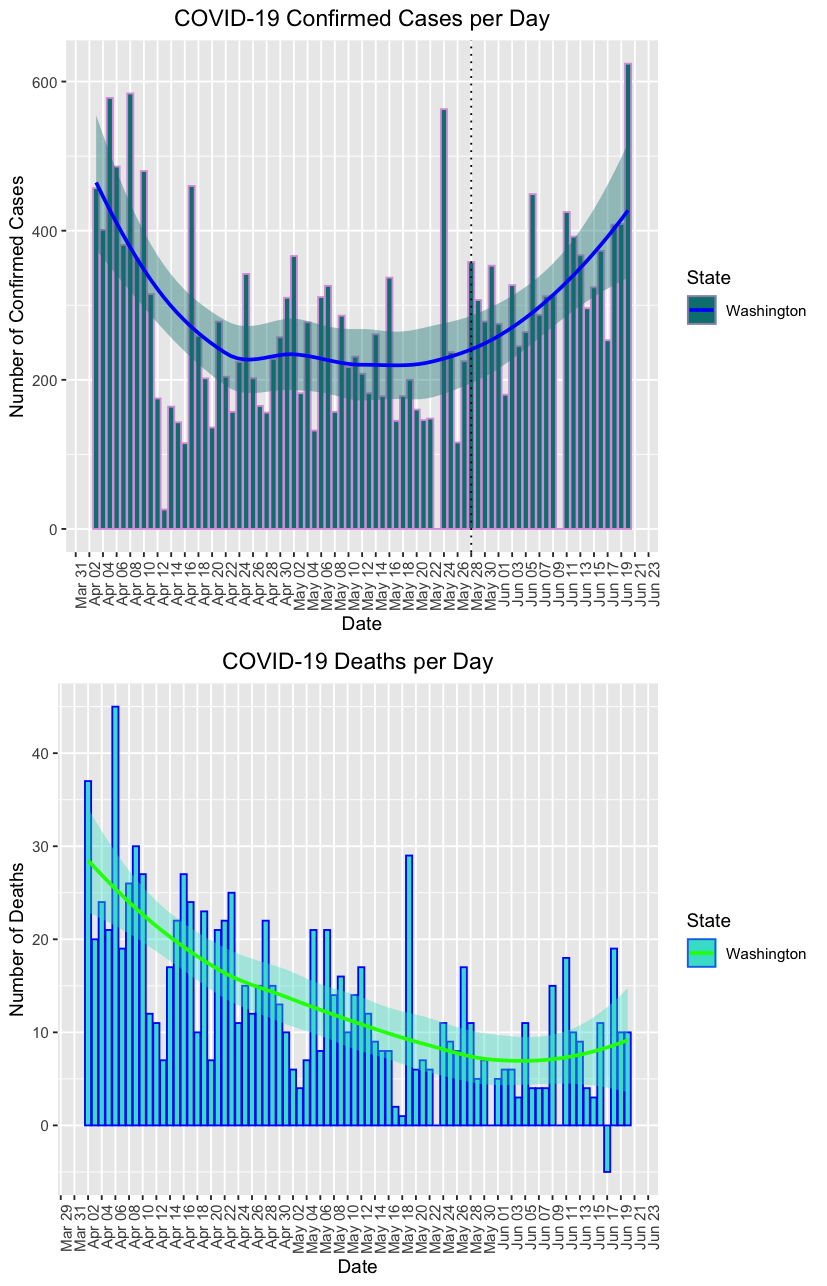 COVID-19 Confirmed Cases per Day
Number of Confirmed Cases
600
400
200
0
Mar 31
Apr 02
Apr 04
Apr 06
Apr 08
Apr 10
Apr 12
Apr 14
Apr 16
Apr 18
Apr 20
Apr 22
Apr 24
Apr 26
Apr 28
Apr 30
May 02
May 04
May 06
May 08
May 10
May 12
May 14
May 16
May 18
May 20
May 22
May 24
May 26
May 28
May 30
Jun 01
Jun 03
Jun 05
Jun 07
Jun 09
Jun 11
Jun 13
Jun 15
Jun 17
Jun 19
Jun 21
Jun 23
Date
State
Washington
COVID-19 Deaths per Day
Number of Deaths
40
30
20
10
0
Mar 29
Mar 31
Apr 02
Apr 04
Apr 06
Apr 08
Apr 10
Apr 12
Apr 14
Apr 16
Apr 18
Apr 20
Apr 22
Apr 24
Apr 26
Apr 28
Apr 30
May 02
May 04
May 06
May 08
May 10
May 12
May 14
May 16
May 18
May 20
May 22
May 24
May 26
May 28
May 30
Jun 01
Jun 03
Jun 05
Jun 07
Jun 09
Jun 11
Jun 13
Jun 15
Jun 17
Jun 19
Jun 21
Jun 23
Date
State
Washington